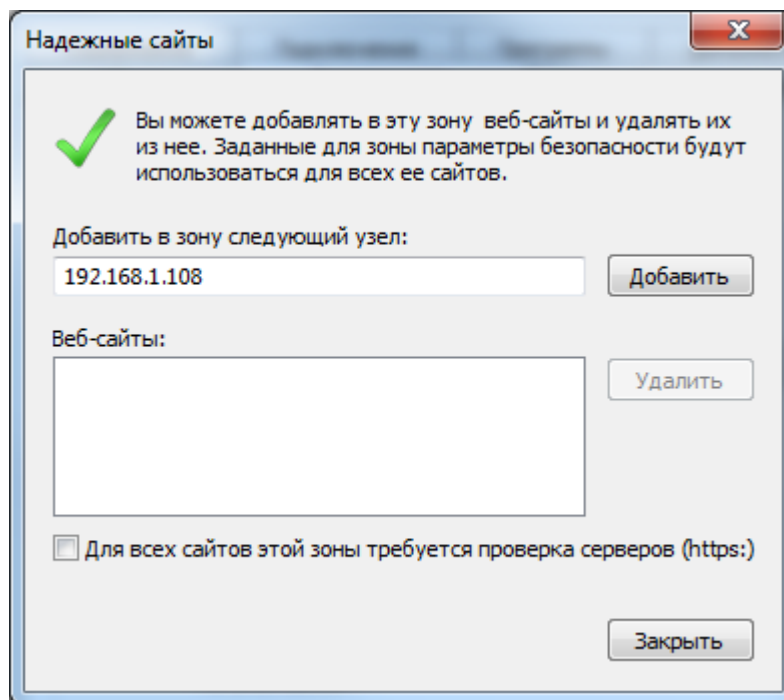 Надежные сайты
Вы можете добавлять в эту зону веб-сайты и удалять их
из нее. Заданные для зоны параметры безопасности будут
использоваться для всех ее сайтов.
Добавить в зону следующий узел:
192.168.1.108
Добавить
Веб-сайты:
Удалить
Для всех сайтов этой зоны требуется проверка серверов (https:)
Закрыть